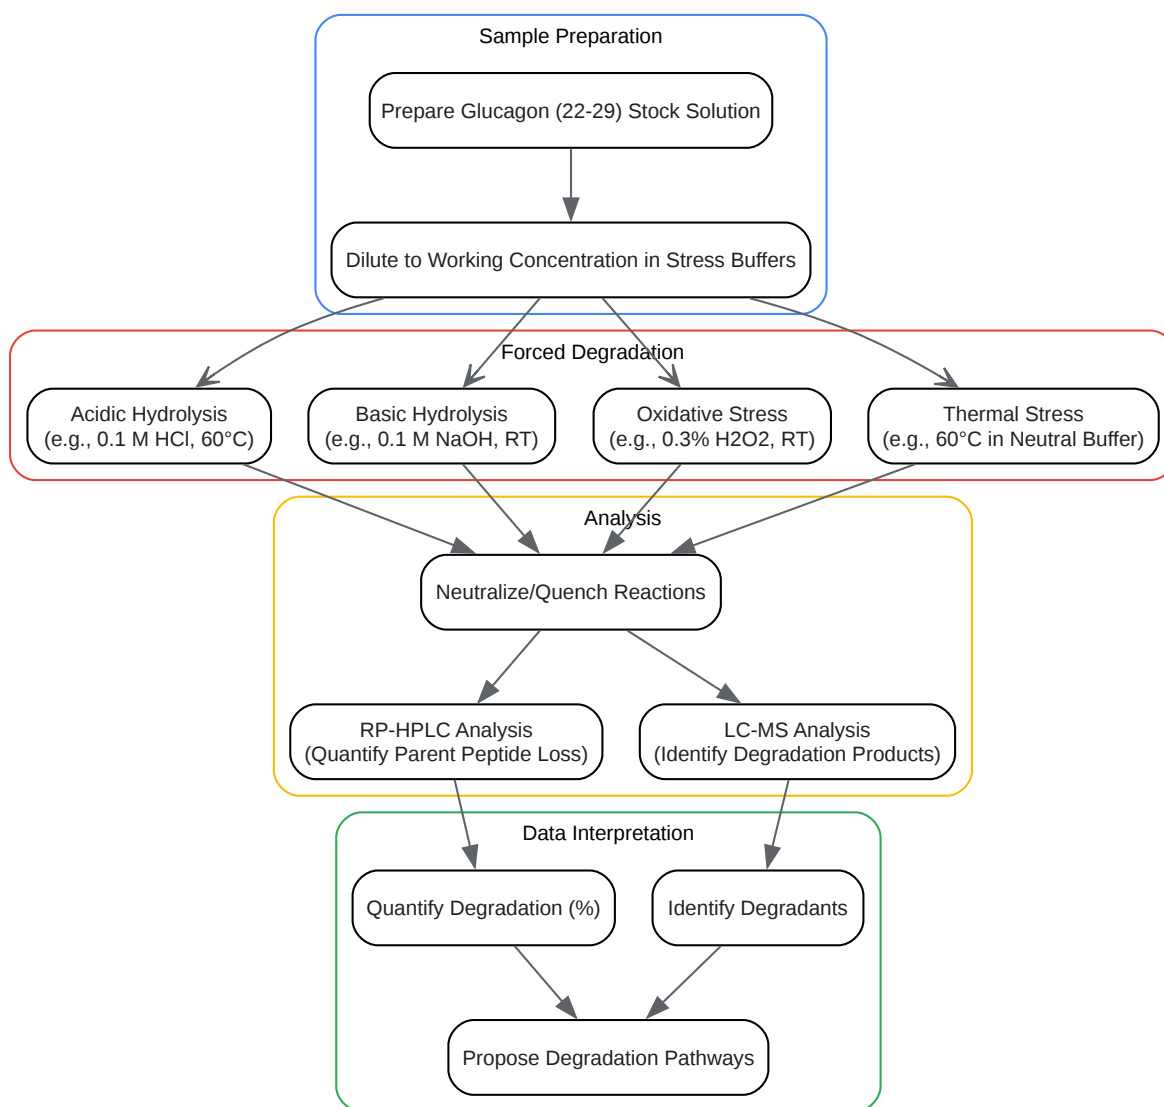 Sample Preparation
Prepare Glucagon (22-29) Stock Solution
Dilute to Working Concentration in Stress Buffers
Forced Degradation
Acidic Hydrolysis
(e.g., 0.1 M HCl, 60°C)
Basic Hydrolysis
(e.g., 0.1 M NaOH, RT)
Oxidative Stress
(e.g., 0.3% H2O2, RT)
Thermal Stress
(e.g., 60°C in Neutral Buffer)
Analysis
Neutralize/Quench Reactions
RP-HPLC Analysis
(Quantify Parent Peptide Loss)
LC-MS Analysis
(Identify Degradation Products)
Data Interpretation
Quantify Degradation (%)
Identify Degradants
Propose Degradation Pathways